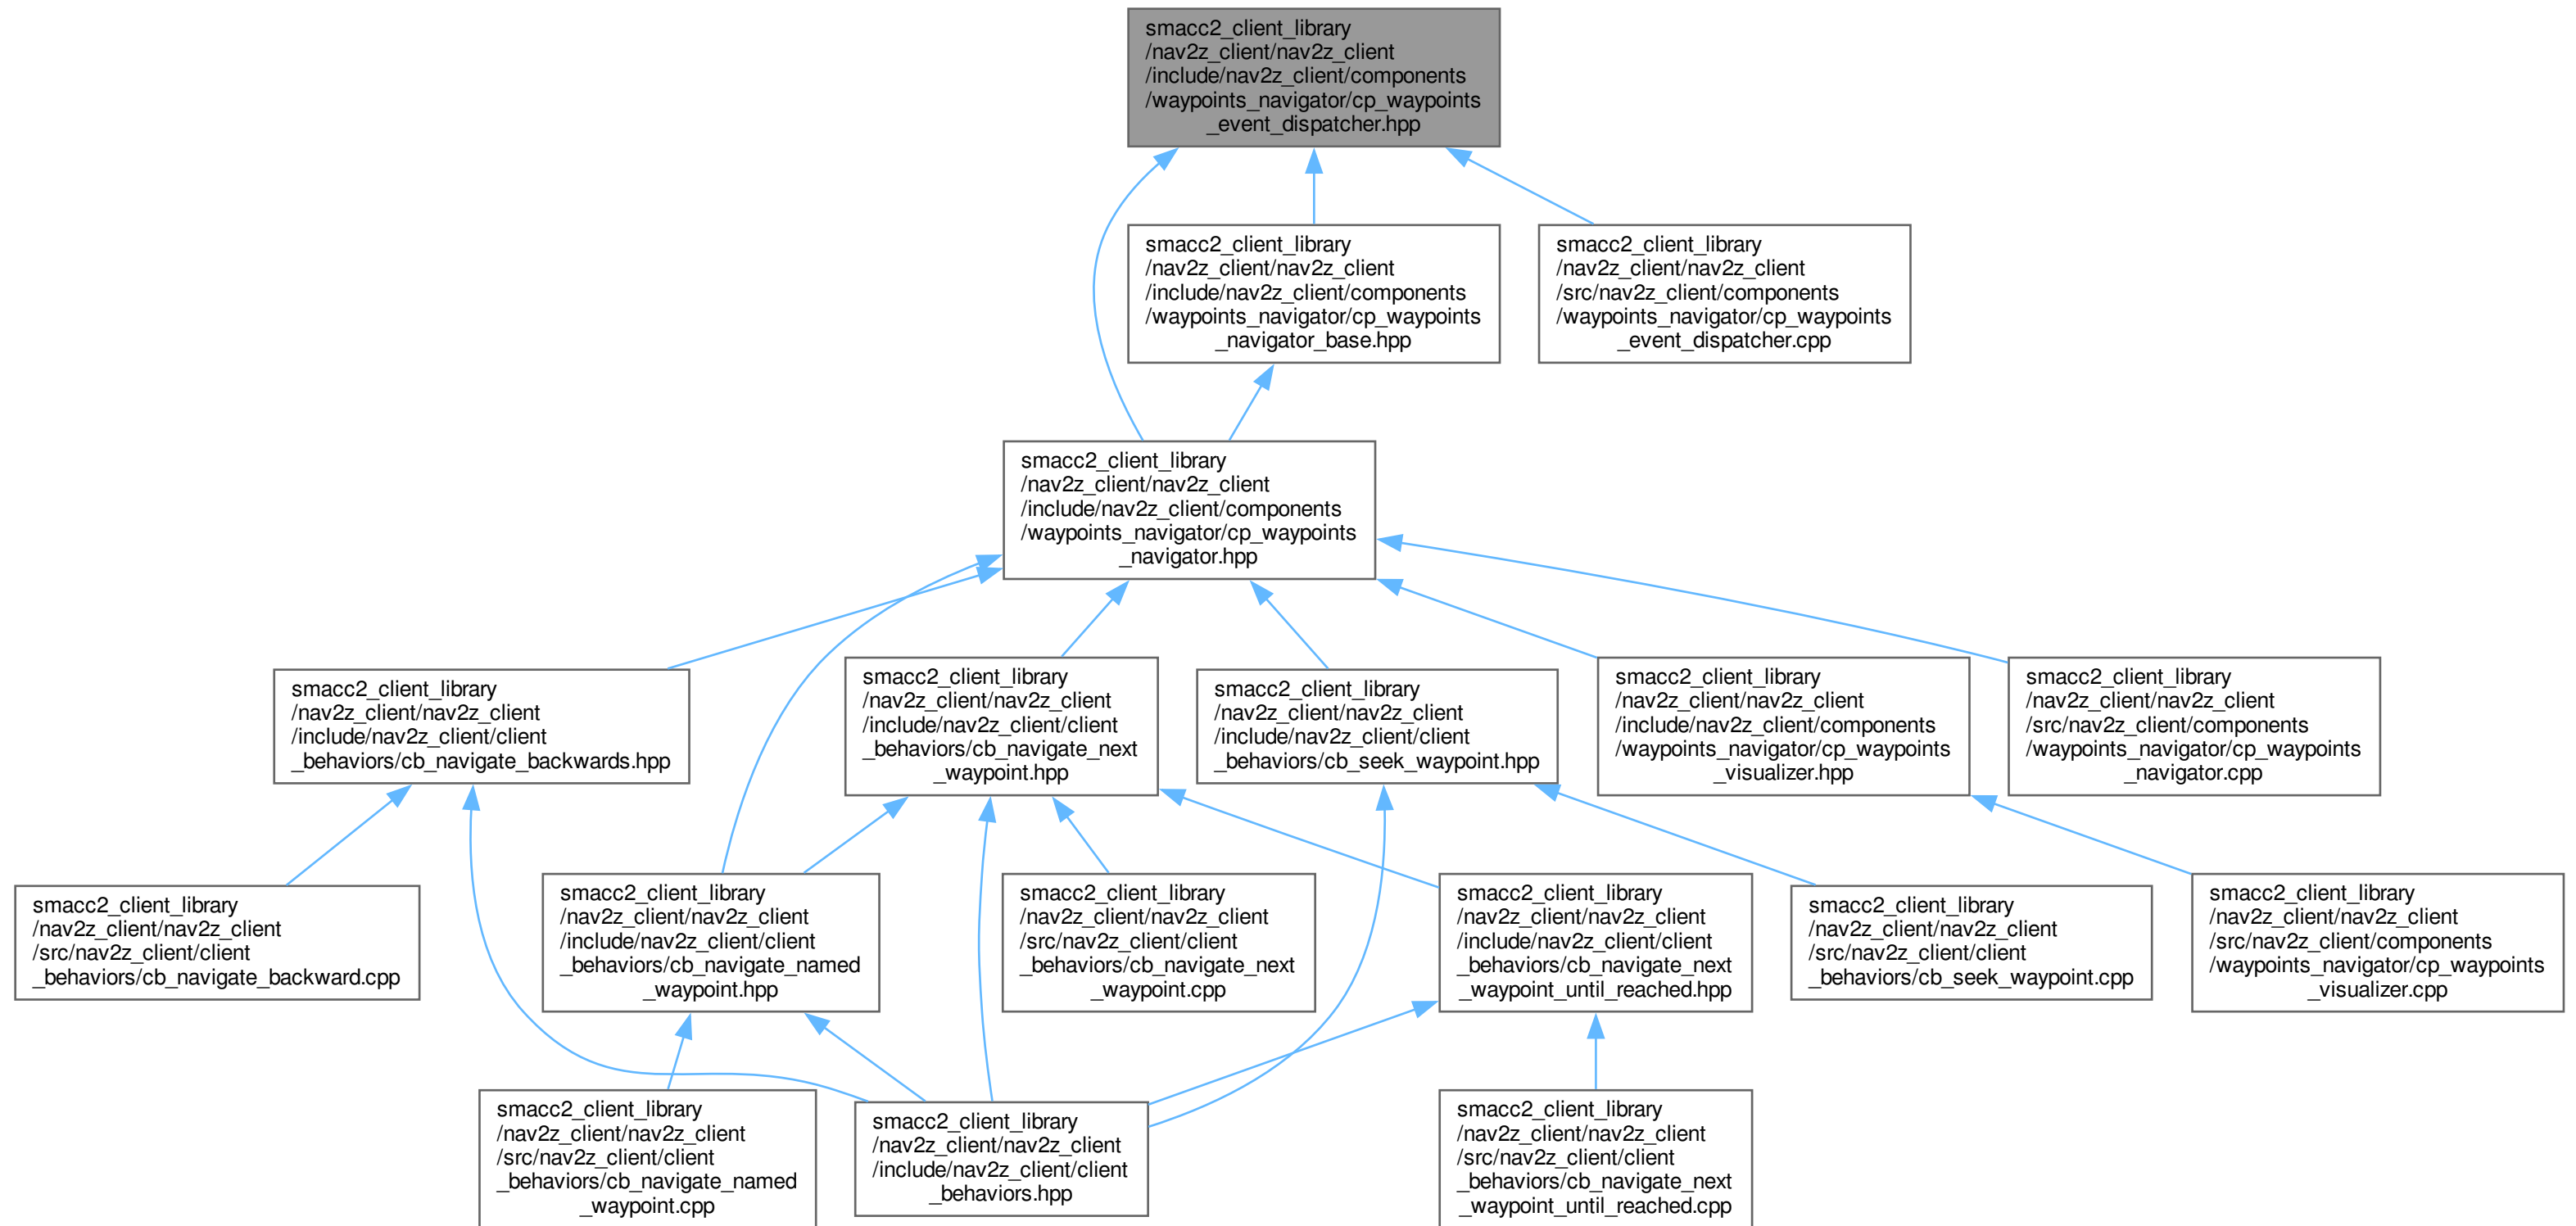 smacc2_client_library
/nav2z_client/nav2z_client
/include/nav2z_client/components
/waypoints_navigator/cp_waypoints
_event_dispatcher.hpp
smacc2_client_library
/nav2z_client/nav2z_client
/include/nav2z_client/components
/waypoints_navigator/cp_waypoints
_navigator_base.hpp
smacc2_client_library
/nav2z_client/nav2z_client
/src/nav2z_client/components
/waypoints_navigator/cp_waypoints
_event_dispatcher.cpp
smacc2_client_library
/nav2z_client/nav2z_client
/include/nav2z_client/components
/waypoints_navigator/cp_waypoints
_navigator.hpp
smacc2_client_library
/nav2z_client/nav2z_client
/include/nav2z_client/client
_behaviors/cb_navigate_backwards.hpp
smacc2_client_library
/nav2z_client/nav2z_client
/include/nav2z_client/client
_behaviors/cb_navigate_next
_waypoint.hpp
smacc2_client_library
/nav2z_client/nav2z_client
/include/nav2z_client/client
_behaviors/cb_seek_waypoint.hpp
smacc2_client_library
/nav2z_client/nav2z_client
/include/nav2z_client/components
/waypoints_navigator/cp_waypoints
_visualizer.hpp
smacc2_client_library
/nav2z_client/nav2z_client
/src/nav2z_client/components
/waypoints_navigator/cp_waypoints
_navigator.cpp
smacc2_client_library
/nav2z_client/nav2z_client
/src/nav2z_client/client
_behaviors/cb_navigate_backward.cpp
smacc2_client_library
/nav2z_client/nav2z_client
/include/nav2z_client/client
_behaviors/cb_navigate_named
_waypoint.hpp
smacc2_client_library
/nav2z_client/nav2z_client
/src/nav2z_client/client
_behaviors/cb_navigate_next
_waypoint.cpp
smacc2_client_library
/nav2z_client/nav2z_client
/include/nav2z_client/client
_behaviors/cb_navigate_next
_waypoint_until_reached.hpp
smacc2_client_library
/nav2z_client/nav2z_client
/src/nav2z_client/client
_behaviors/cb_seek_waypoint.cpp
smacc2_client_library
/nav2z_client/nav2z_client
/src/nav2z_client/components
/waypoints_navigator/cp_waypoints
_visualizer.cpp
smacc2_client_library
/nav2z_client/nav2z_client
/src/nav2z_client/client
_behaviors/cb_navigate_named
_waypoint.cpp
smacc2_client_library
/nav2z_client/nav2z_client
/include/nav2z_client/client
_behaviors.hpp
smacc2_client_library
/nav2z_client/nav2z_client
/src/nav2z_client/client
_behaviors/cb_navigate_next
_waypoint_until_reached.cpp